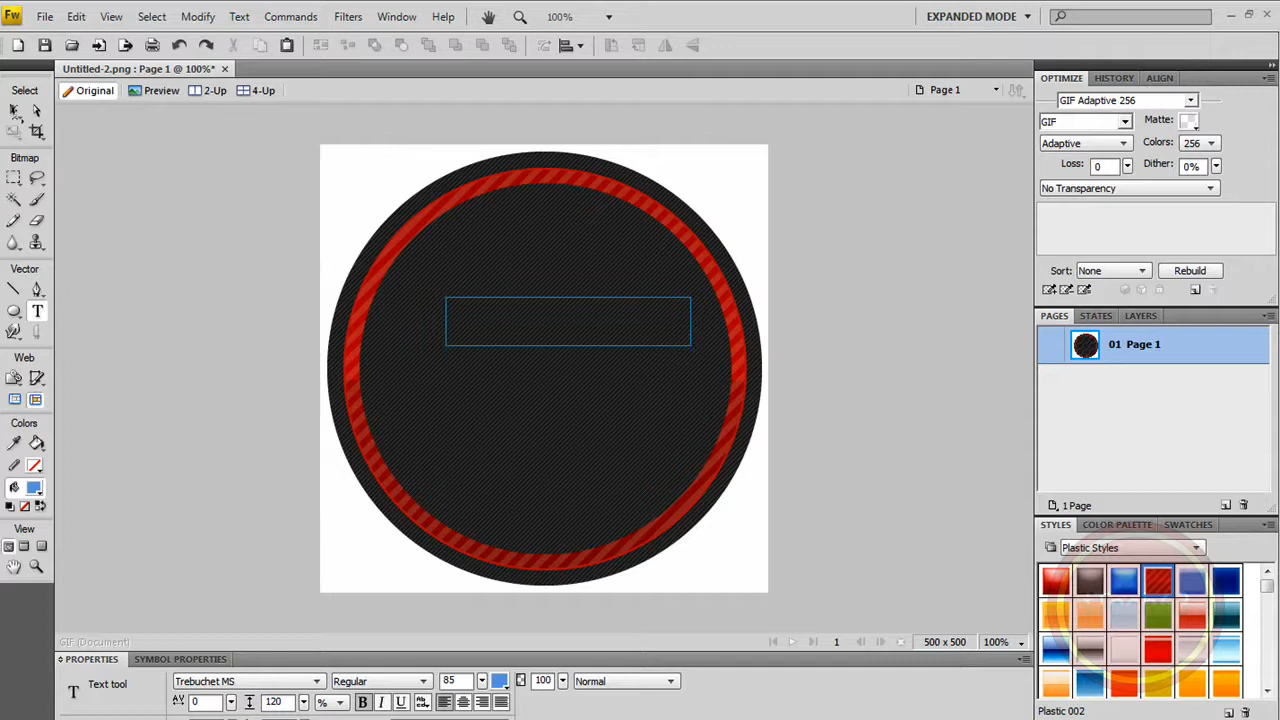 Fw File Edit View Select Modify Text Commands Filters Window Help 100% EXPANDED MODE
Untitled-2.png : Page 1 @ 100%*
Original Preview 2-Up 4-Up Page 1
Select
Bitmap
Vector
T
Web
Colors
View
OPTIMIZE HISTORY ALIGN
GIF Adaptive 256
GIF Matte:
Adaptive Colors: 256
Loss: 0 Dither: 0%
No Transparency
Sort: None Rebuild
PAGES STATES LAYERS
01 Page 1
1 Page
STYLES COLOR PALETTE SWATCHES
Plastic Styles
Plastic 002
GIF (Document) 1 500 x 500 100%
PROPERTIES SYMBOL PROPERTIES
T Text tool Trebuchet MS Regular 85 100 Normal
0 120 % B I U